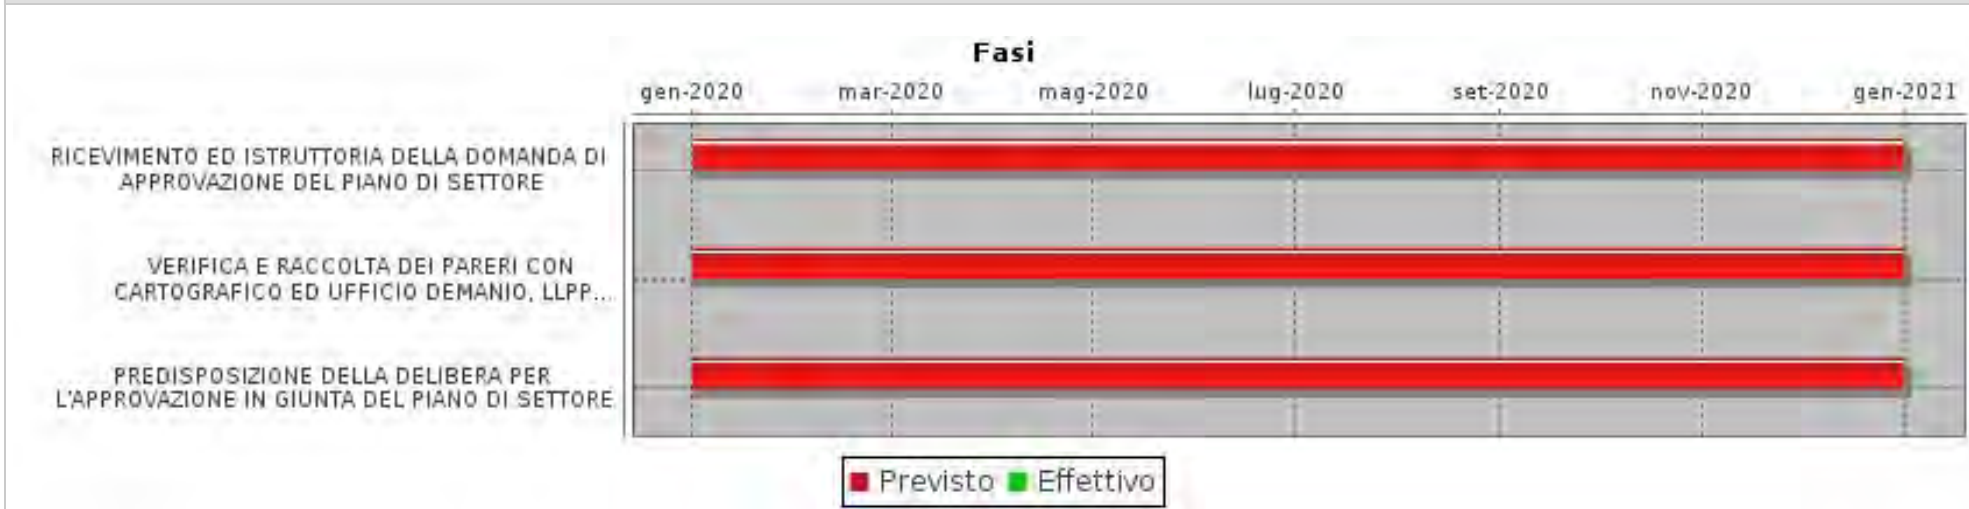 Fasi
gen-2020 mar-2020 mag-2020 lug-2020 set-2020 nov-2020 gen-2021
RICEVIMENTO ED ISTRUTTORIA DELLA DOMANDA DI
APPROVAZIONE DEL PIANO DI SETTORE
VERIFICA E RACCOLTA DEI PARERI CON
CARTOGRAFICO ED UFFICIO DEMANIO, LLPP...
PREDISPOSIZIONE DELLA DELIBERA PER
L'APPROVAZIONE IN GIUNTA DEL PIANO DI SETTORE
Previsto Effettivo